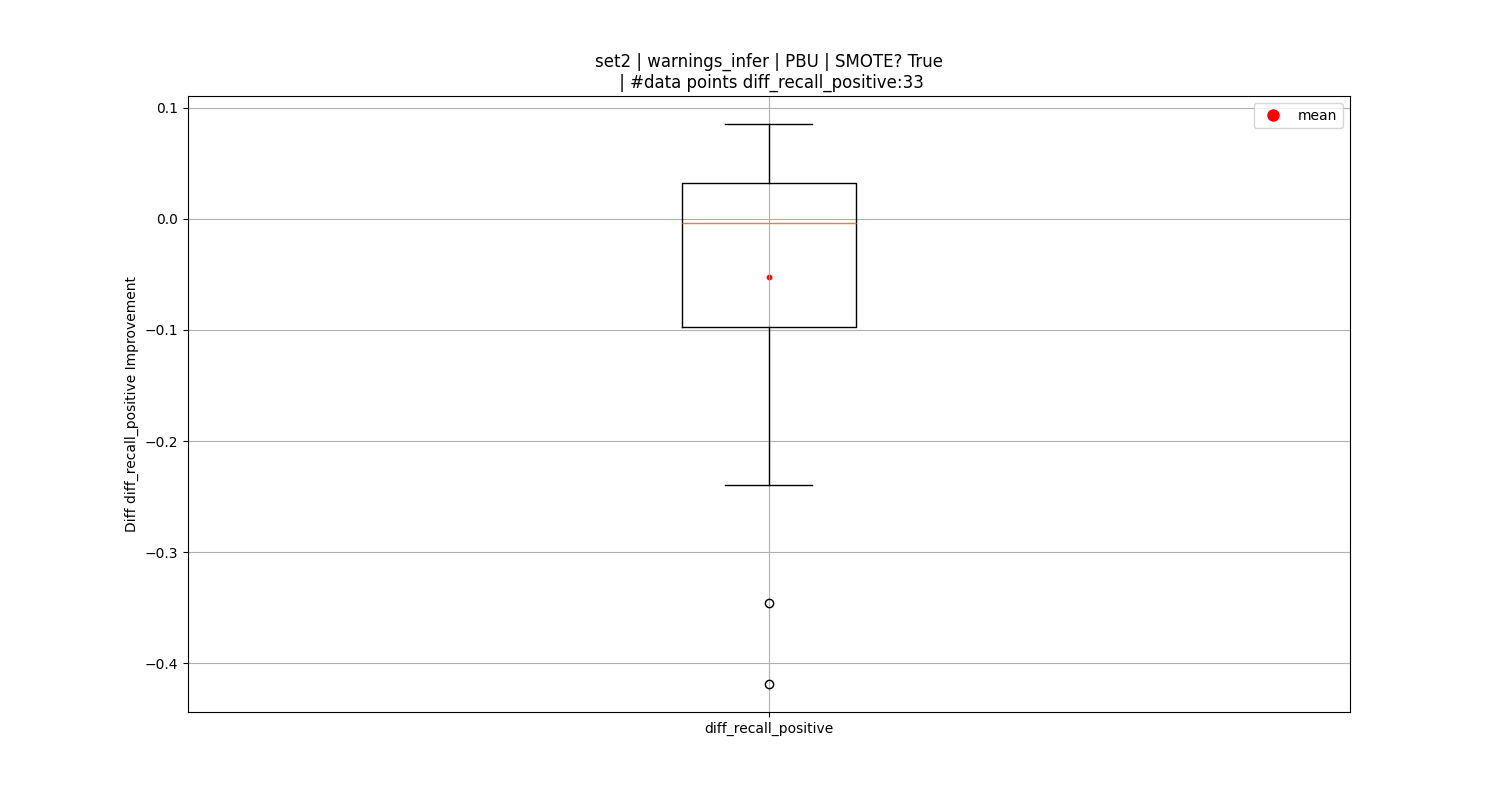 set2 | warnings_infer | PBU | SMOTE? True
| #data points diff_recall_positive:33
mean
0.1
0.0
−0.1
−0.2
−0.3
−0.4
Diff diff_recall_positive Improvement
diff_recall_positive